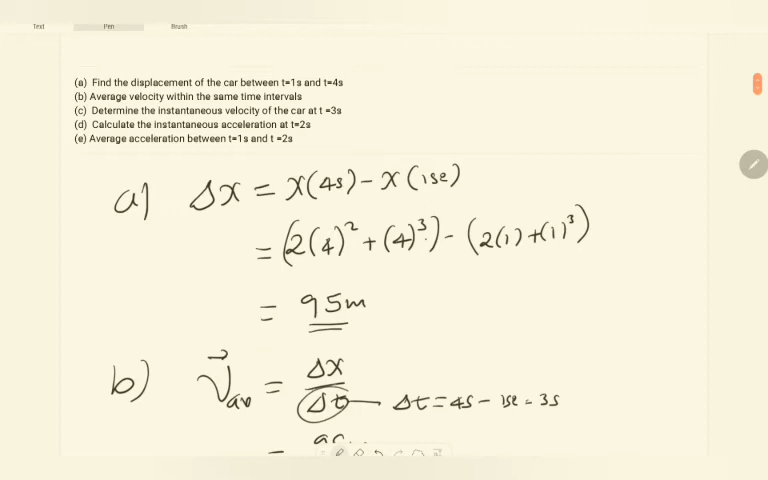 Text Pen Brush
(a) Find the displacement of the car between t=1s and t=4s
(b) Average velocity within the same time intervals
(c) Determine the instantaneous velocity of the car at t =3s
(d) Calculate the instantaneous acceleration at t=2s
(e) Average acceleration between t=1s and t =2s
a) Δx = x(4s) - x(1se)
= (2(4)² + (4)³) - (2(1) + (1)³)
= 95m
b) V⃗av = Δx / Δt — Δt = 4s - 1se = 3s